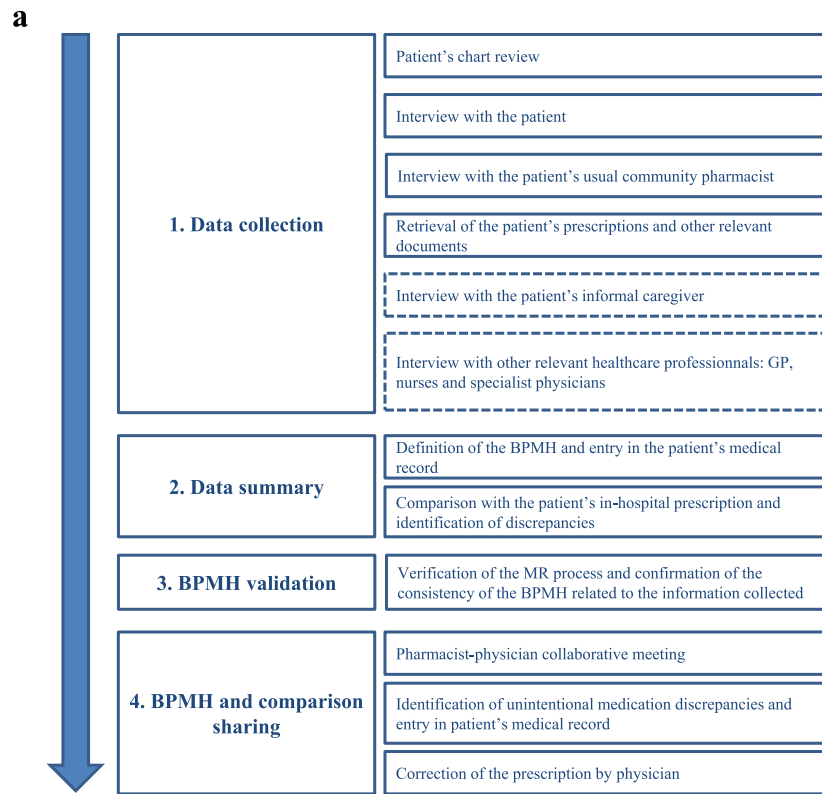 a
1. Data collection
Patient's chart review
Interview with the patient
Interview with the patient's usual community pharmacist
Retrieval of the patient's prescriptions and other relevant
documents
Interview with the patient's informal caregiver
Interview with other relevant healthcare professionnals: GP,
nurses and specialist physicians
2. Data summary
Definition of the BPMH and entry in the patient's medical
record
Comparison with the patient's in-hospital prescription and
identification of discrepancies
3. BPMH validation
Verification of the MR process and confirmation of the
consistency of the BPMH related to the information collected
4. BPMH and comparison
sharing
Pharmacist-physician collaborative meeting
Identification of unintentional medication discrepancies and
entry in patient's medical record
Correction of the prescription by physician